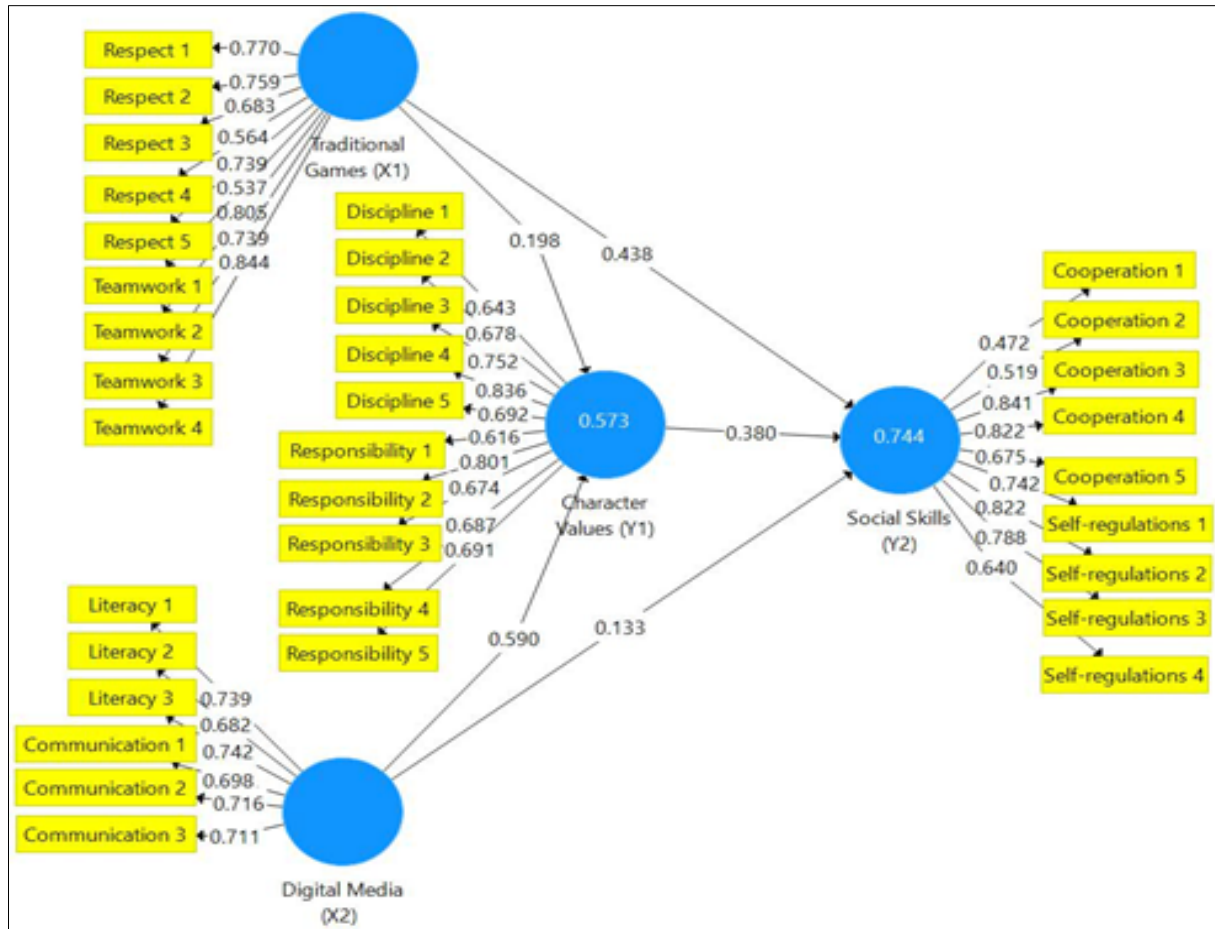 Respect 1
Respect 2
Respect 3
Respect 4
Respect 5
Teamwork 1
Teamwork 2
Teamwork 3
Teamwork 4
0.770
0.759
0.683
0.564
0.739
0.537
0.805
0.739
0.844
Traditional
Games (X1)
0.198
0.438
Discipline 1
Discipline 2
Discipline 3
Discipline 4
Discipline 5
Responsibility 1
Responsibility 2
Responsibility 3
Responsibility 4
Responsibility 5
0.643
0.678
0.752
0.836
0.692
0.616
0.801
0.674
0.687
0.691
0.573
Character
Values (Y1)
0.380
0.744
Social Skills
(Y2)
0.590
0.133
Cooperation 1
Cooperation 2
Cooperation 3
Cooperation 4
Cooperation 5
Self-regulations 1
Self-regulations 2
Self-regulations 3
Self-regulations 4
0.472
0.519
0.841
0.822
0.675
0.742
0.822
0.788
0.640
Literacy 1
Literacy 2
Literacy 3
Communication 1
Communication 2
Communication 3
0.739
0.682
0.742
0.698
0.716
0.711
Digital Media
(X2)